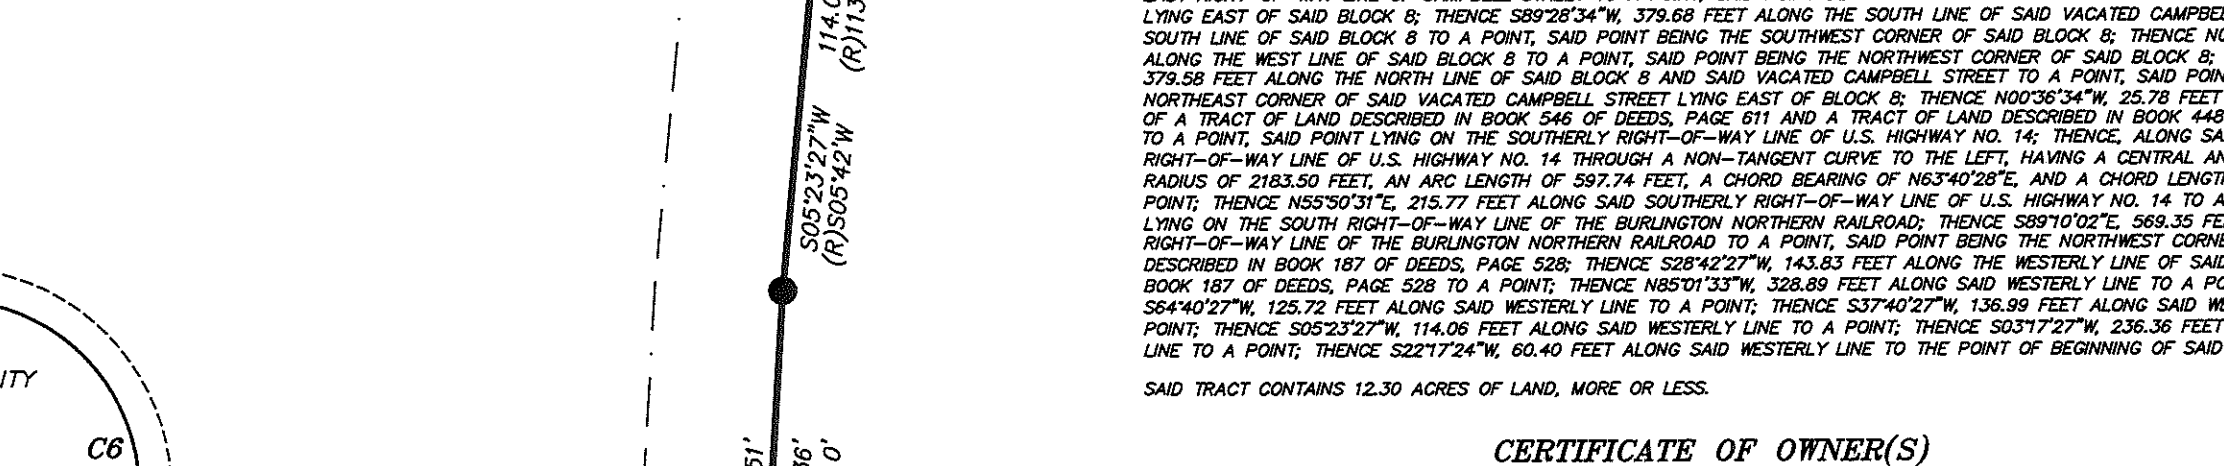 114.0
(R)113
S05°23'27"W
(R)S05°42'W
ITY
C6
51'
36'
0'
LYING EAST OF SAID BLOCK 8; THENCE S89°28'34"W, 379.68 FEET ALONG THE SOUTH LINE OF SAID VACATED CAMPBEL
SOUTH LINE OF SAID BLOCK 8 TO A POINT, SAID POINT BEING THE SOUTHWEST CORNER OF SAID BLOCK 8; THENCE NO
ALONG THE WEST LINE OF SAID BLOCK 8 TO A POINT, SAID POINT BEING THE NORTHWEST CORNER OF SAID BLOCK 8;
379.58 FEET ALONG THE NORTH LINE OF SAID BLOCK 8 AND SAID VACATED CAMPBELL STREET TO A POINT, SAID POIN
NORTHEAST CORNER OF SAID VACATED CAMPBELL STREET LYING EAST OF BLOCK 8; THENCE N00°36'34"W, 25.78 FEET
OF A TRACT OF LAND DESCRIBED IN BOOK 546 OF DEEDS, PAGE 611 AND A TRACT OF LAND DESCRIBED IN BOOK 448
TO A POINT, SAID POINT LYING ON THE SOUTHERLY RIGHT-OF-WAY LINE OF U.S. HIGHWAY NO. 14; THENCE, ALONG SA
RIGHT-OF-WAY LINE OF U.S. HIGHWAY NO. 14 THROUGH A NON-TANGENT CURVE TO THE LEFT, HAVING A CENTRAL AN
RADIUS OF 2183.50 FEET, AN ARC LENGTH OF 597.74 FEET, A CHORD BEARING OF N63°40'28"E, AND A CHORD LENGTH
POINT; THENCE N55°50'31"E, 215.77 FEET ALONG SAID SOUTHERLY RIGHT-OF-WAY LINE OF U.S. HIGHWAY NO. 14 TO A
LYING ON THE SOUTH RIGHT-OF-WAY LINE OF THE BURLINGTON NORTHERN RAILROAD; THENCE S89°10'02"E, 569.35 FE
RIGHT-OF-WAY LINE OF THE BURLINGTON NORTHERN RAILROAD TO A POINT, SAID POINT BEING THE NORTHWEST CORNE
DESCRIBED IN BOOK 187 OF DEEDS, PAGE 528; THENCE S28°42'27"W, 143.83 FEET ALONG THE WESTERLY LINE OF SAID
BOOK 187 OF DEEDS, PAGE 528 TO A POINT; THENCE N85°01'33"W, 328.89 FEET ALONG SAID WESTERLY LINE TO A PO
S64°40'27"W, 125.72 FEET ALONG SAID WESTERLY LINE TO A POINT; THENCE S37°40'27"W, 136.99 FEET ALONG SAID WE
POINT; THENCE S05°23'27"W, 114.06 FEET ALONG SAID WESTERLY LINE TO A POINT; THENCE S03°17'27"W, 236.36 FEET
LINE TO A POINT; THENCE S22°17'24"W, 60.40 FEET ALONG SAID WESTERLY LINE TO THE POINT OF BEGINNING OF SAID
SAID TRACT CONTAINS 12.30 ACRES OF LAND, MORE OR LESS.
CERTIFICATE OF OWNER(S)